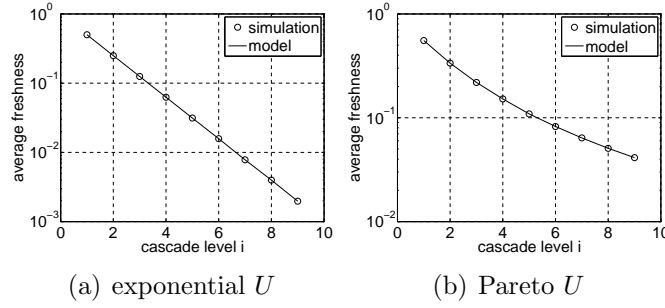 10^0
10^-1
10^-2
10^-3
average freshness
0 2 4 6 8 10
cascade level i
simulation
model
(a) exponential U
10^0
10^-1
10^-2
average freshness
0 2 4 6 8 10
cascade level i
simulation
model
(b) Pareto U